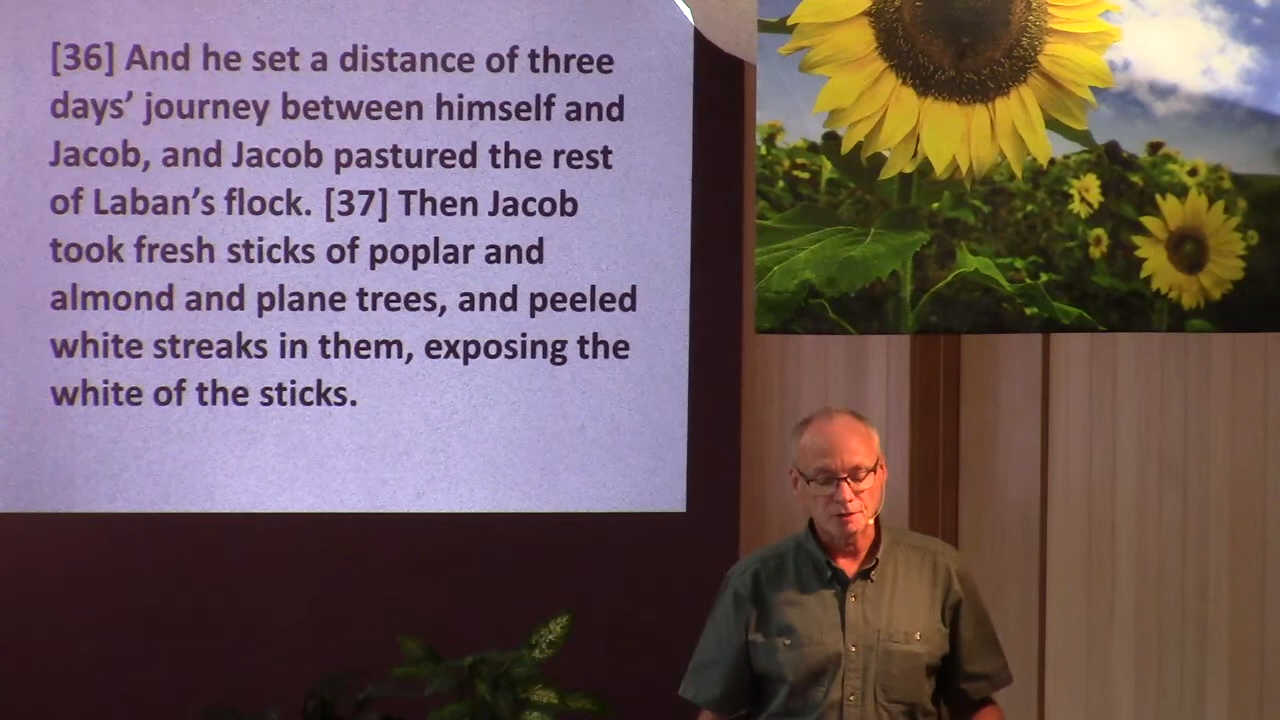 [36] And he set a distance of three
days’ journey between himself and
Jacob, and Jacob pastured the rest
of Laban’s flock. [37] Then Jacob
took fresh sticks of poplar and
almond and plane trees, and peeled
white streaks in them, exposing the
white of the sticks.